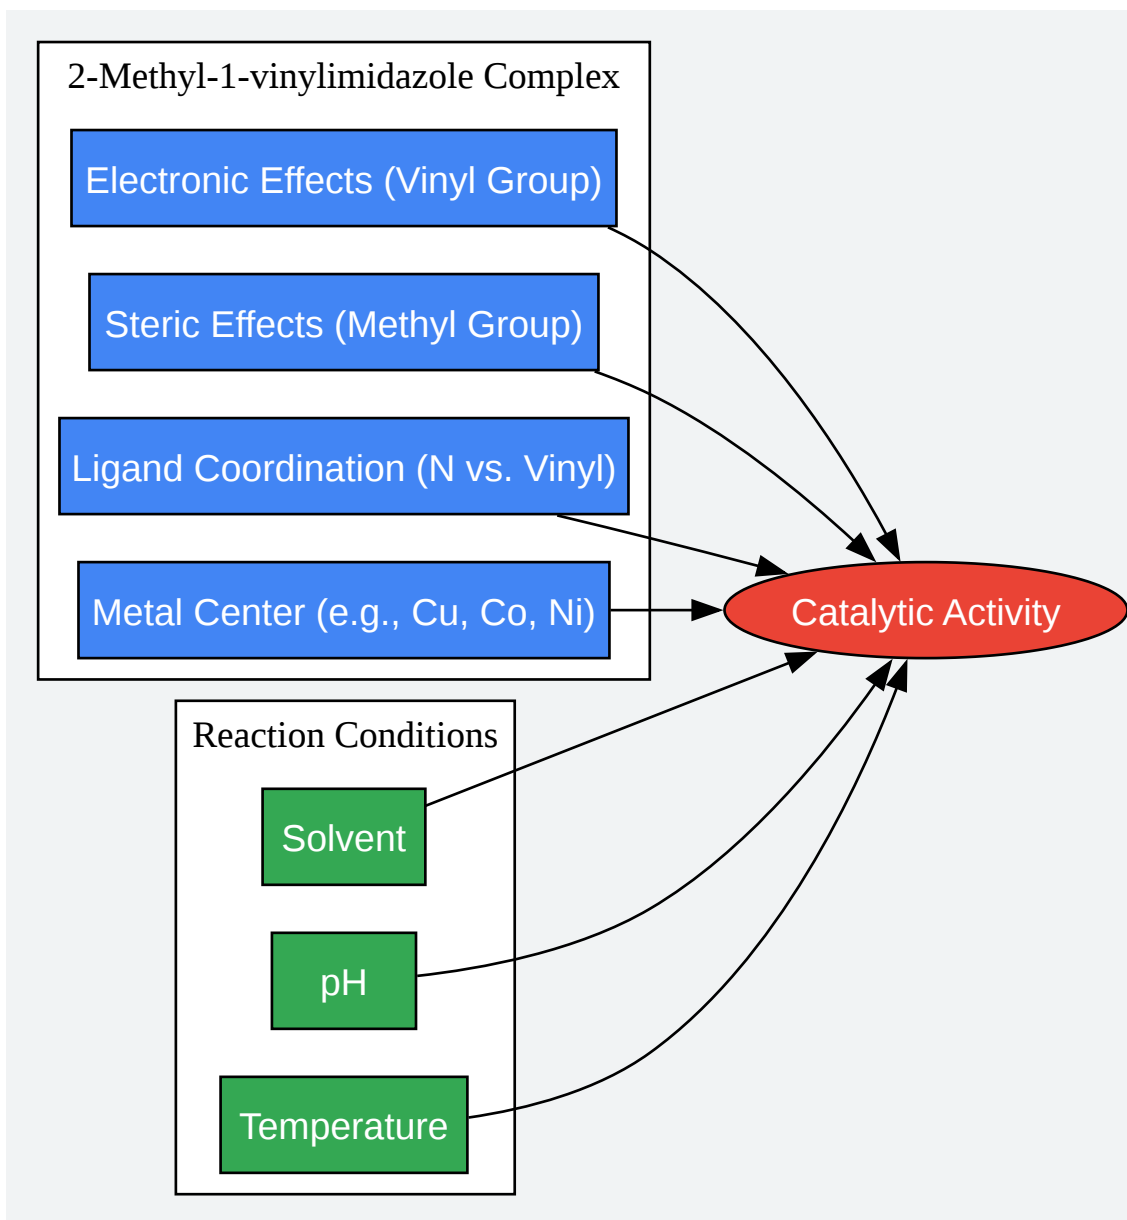 2-Methyl-1-vinylimidazole Complex
Electronic Effects (Vinyl Group)
Steric Effects (Methyl Group)
Ligand Coordination (N vs. Vinyl)
Metal Center (e.g., Cu, Co, Ni)
Catalytic Activity
Reaction Conditions
Solvent
pH
Temperature